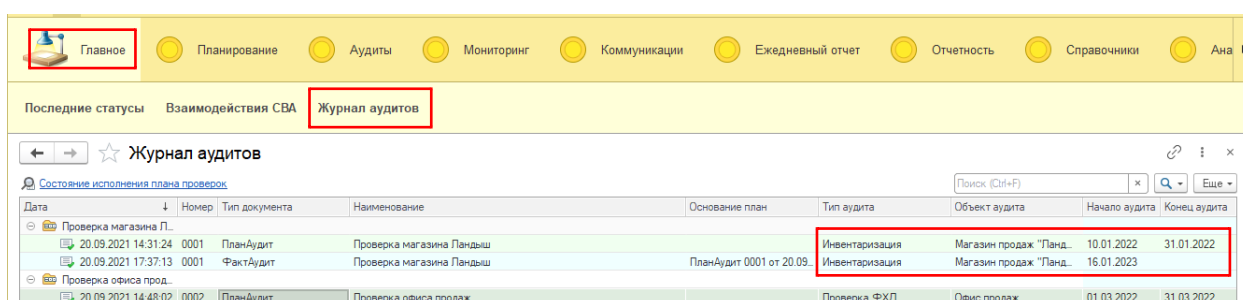 Главное Планирование Аудиты Мониторинг Коммуникации Ежедневный отчет Отчетность Справочники Ана
Последние статусы Взаимодействия СВА Журнал аудитов
Журнал аудитов
Состояние исполнения плана проверок Поиск (Ctrl+F) × Еще
Дата ↓ Номер Тип документа Наименование Основание план Тип аудита Объект аудита Начало аудита Конец аудита
Проверка магазина Л...
20.09.2021 14:31:24 0001 ПланАудит Проверка магазина Ландыш Инвентаризация Магазин продаж "Ланд... 10.01.2022 31.01.2022
20.09.2021 17:37:13 0001 ФактАудит Проверка магазина Ландыш ПланАудит 0001 от 20.09... Инвентаризация Магазин продаж "Ланд... 16.01.2023
Проверка офиса прод...
20.09.2021 14:48:02 0002 ПланАудит Проверка офиса продаж Проверка ФХД Офис продаж 01.03.2022 31.03.2022